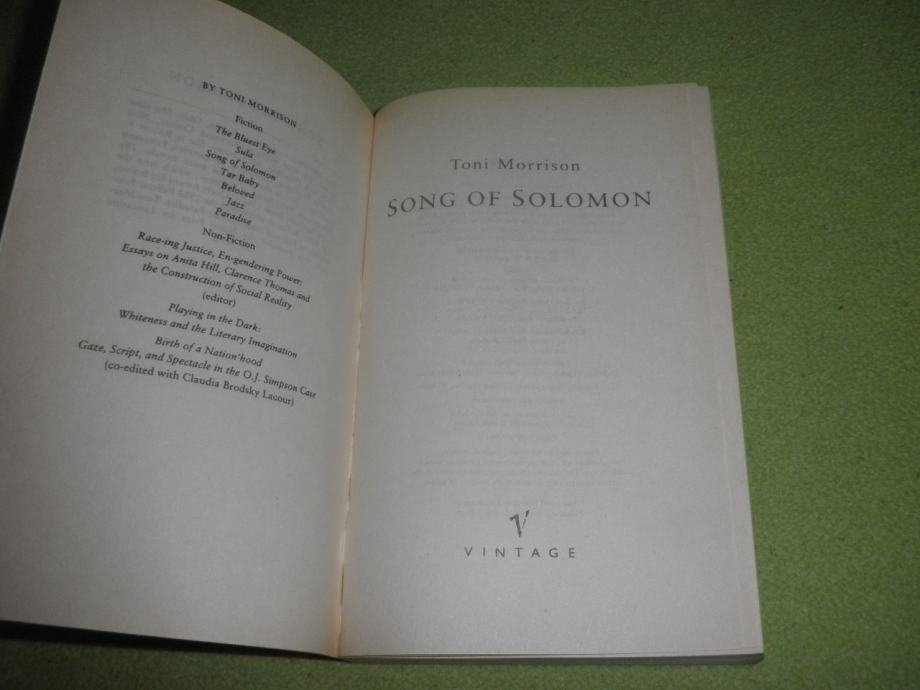 BY TONI MORRISON
Fiction
The Bluest Eye
Sula
Song of Solomon
Tar Baby
Beloved
Jazz
Paradise
Non-Fiction
Race-ing Justice, En-gendering Power:
Essays on Anita Hill, Clarence Thomas and
the Construction of Social Reality
(editor)
Playing in the Dark:
Whiteness and the Literary Imagination
Birth of a Nation'hood
Gaze, Script, and Spectacle in the O.J. Simpson Case
(co-edited with Claudia Brodsky Lacour)
Toni Morrison
SONG OF SOLOMON
V
VINTAGE